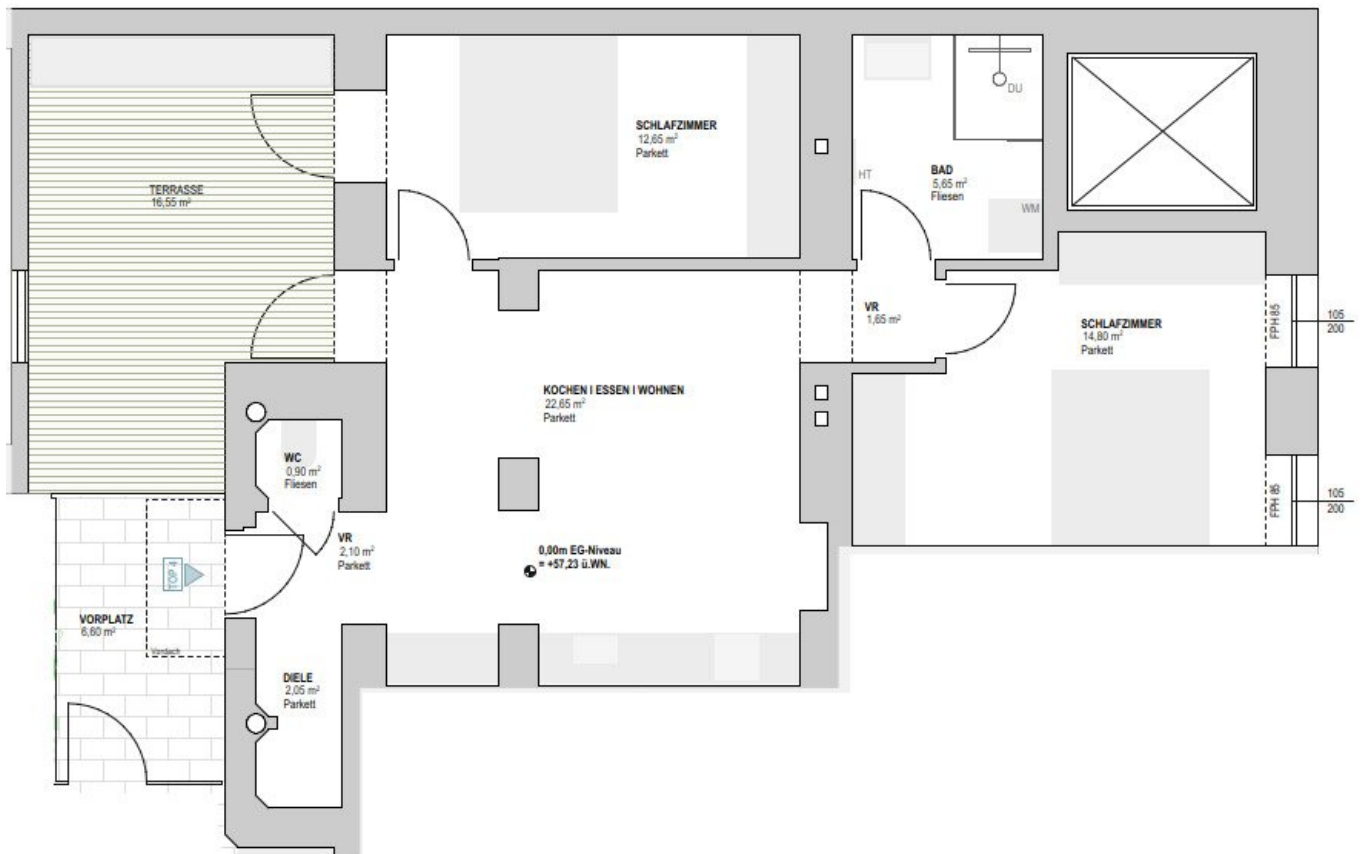 TERRASSE
16,55 m²
SCHLAFZIMMER
12,65 m²
Parkett
DU
HT
BAD
5,65 m²
Fliesen
WM
VR
1,65 m²
SCHLAFZIMMER
14,80 m²
Parkett
FPH 85
105
200
KOCHEN I ESSEN I WOHNEN
22,65 m²
Parkett
WC
0,90 m²
Fliesen
FPH 85
105
200
VR
2,10 m²
Parkett
0,00m EG-Niveau
= +57,23 ü.WN.
TOP 4
VORPLATZ
6,60 m²
Vordach
DIELE
2,05 m²
Parkett